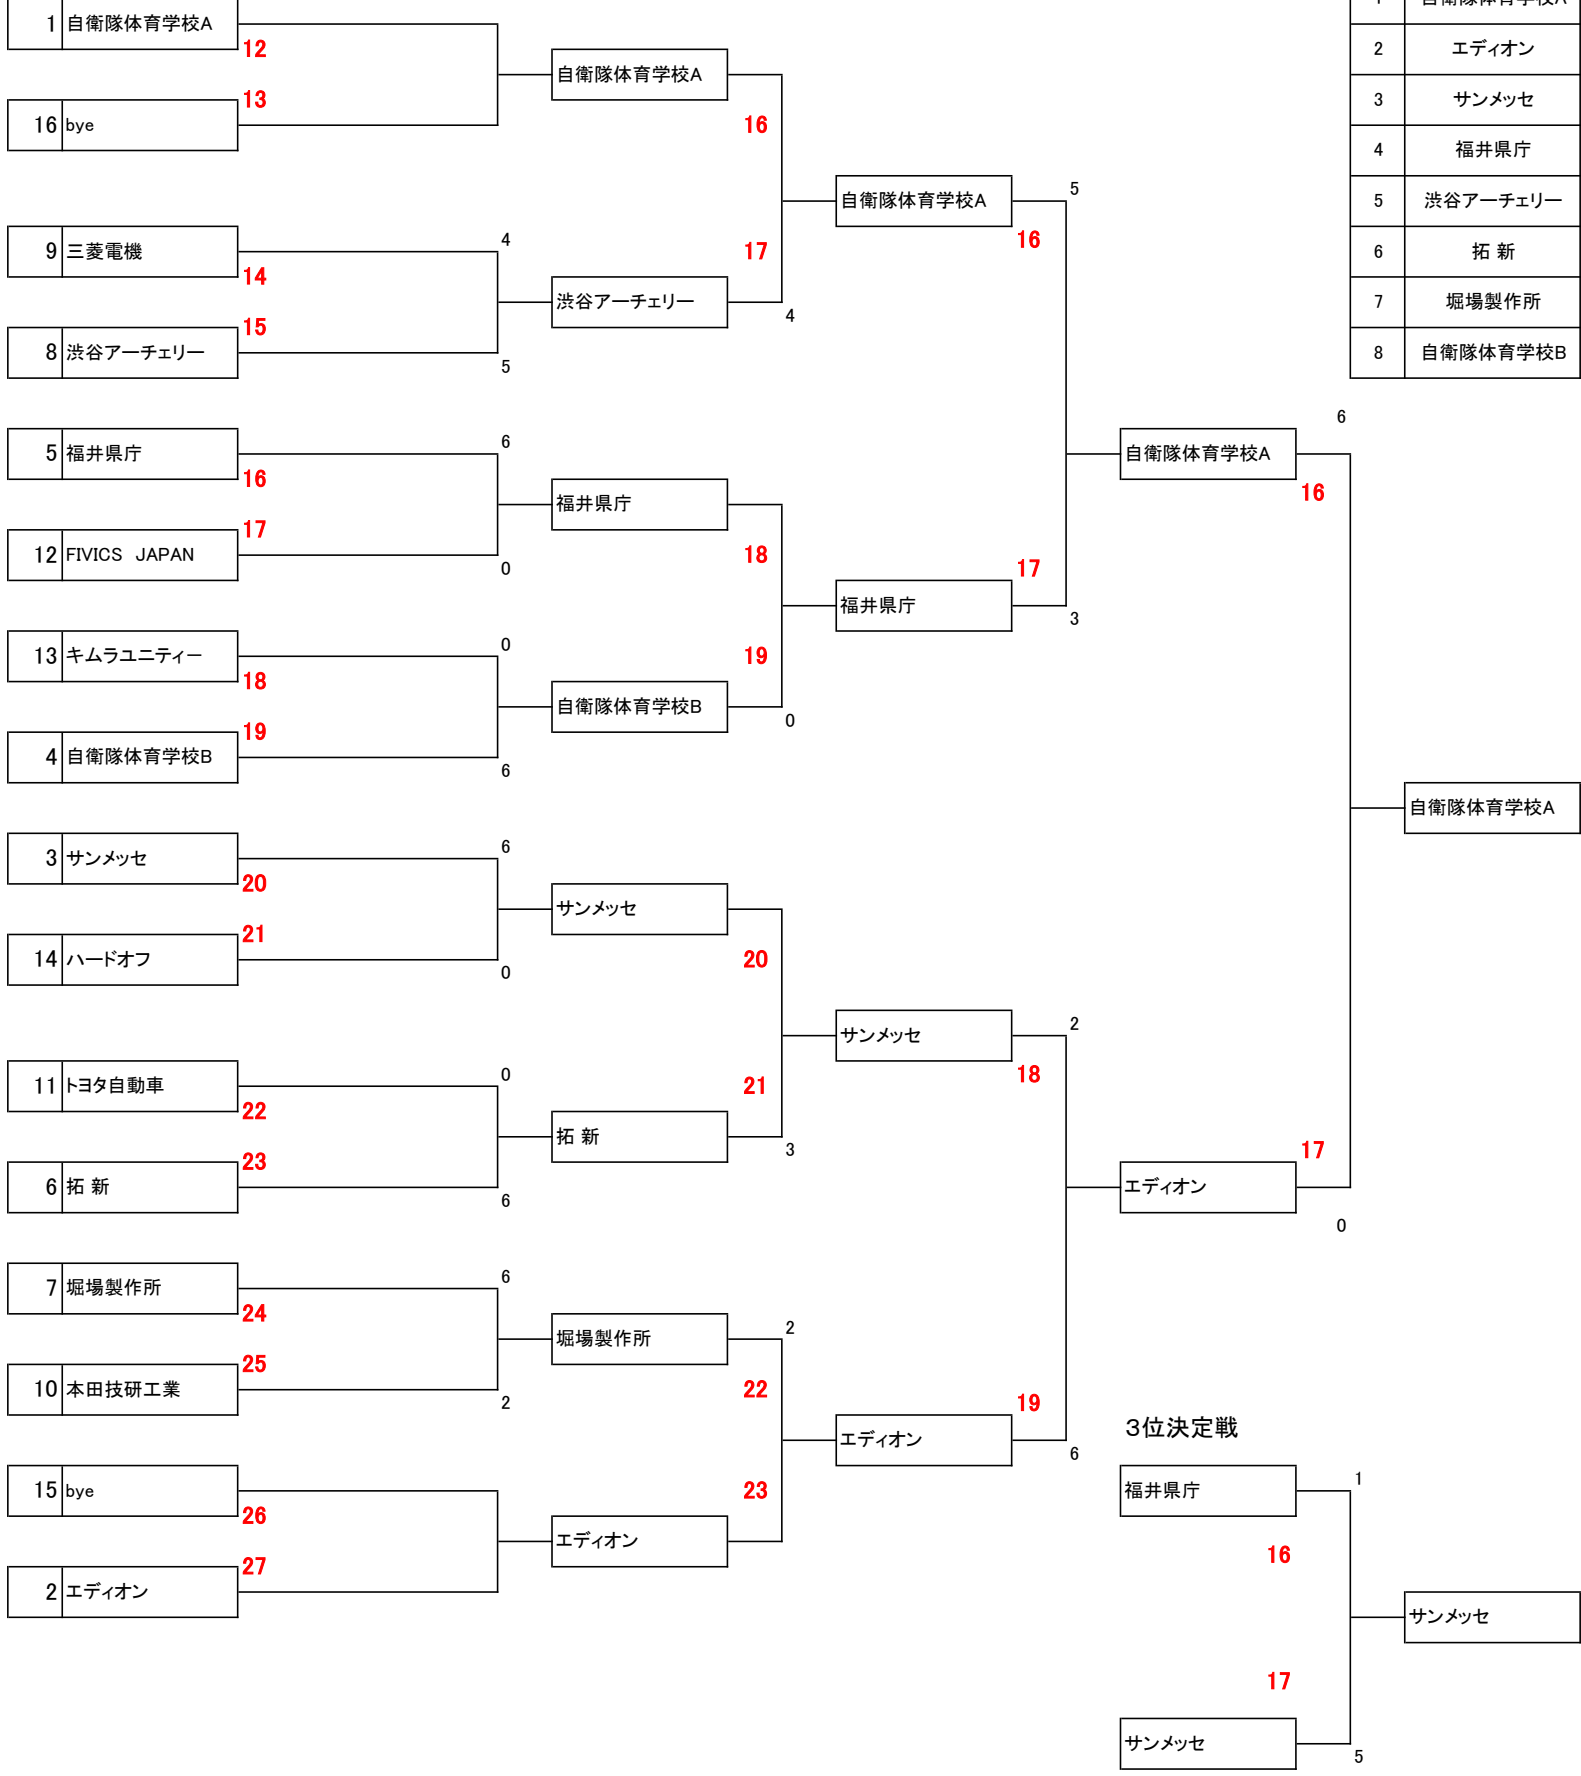 1 自衛隊体育学校A
12
13
16 bye
自衛隊体育学校A
16
9 三菱電機
14
4
15
8 渋谷アーチェリー
5
渋谷アーチェリー
17
4
自衛隊体育学校A
5
16
5 福井県庁
16
6
17
12 FIVICS JAPAN
0
福井県庁
18
13 キムラユニティー
18
0
19
4 自衛隊体育学校B
6
自衛隊体育学校B
19
0
福井県庁
17
3
自衛隊体育学校A
6
16
3 サンメッセ
20
6
21
14 ハードオフ
0
サンメッセ
20
11 トヨタ自動車
22
0
23
6 拓 新
6
拓 新
21
3
サンメッセ
2
18
7 堀場製作所
24
6
25
10 本田技研工業
2
堀場製作所
2
22
15 bye
26
27
2 エディオン
エディオン
23
エディオン
19
6
エディオン
17
0
自衛隊体育学校A
3位決定戦
福井県庁
1
16
17
サンメッセ
5
サンメッセ
1 自衛隊体育学校A
2 エディオン
3 サンメッセ
4 福井県庁
5 渋谷アーチェリー
6 拓 新
7 堀場製作所
8 自衛隊体育学校B